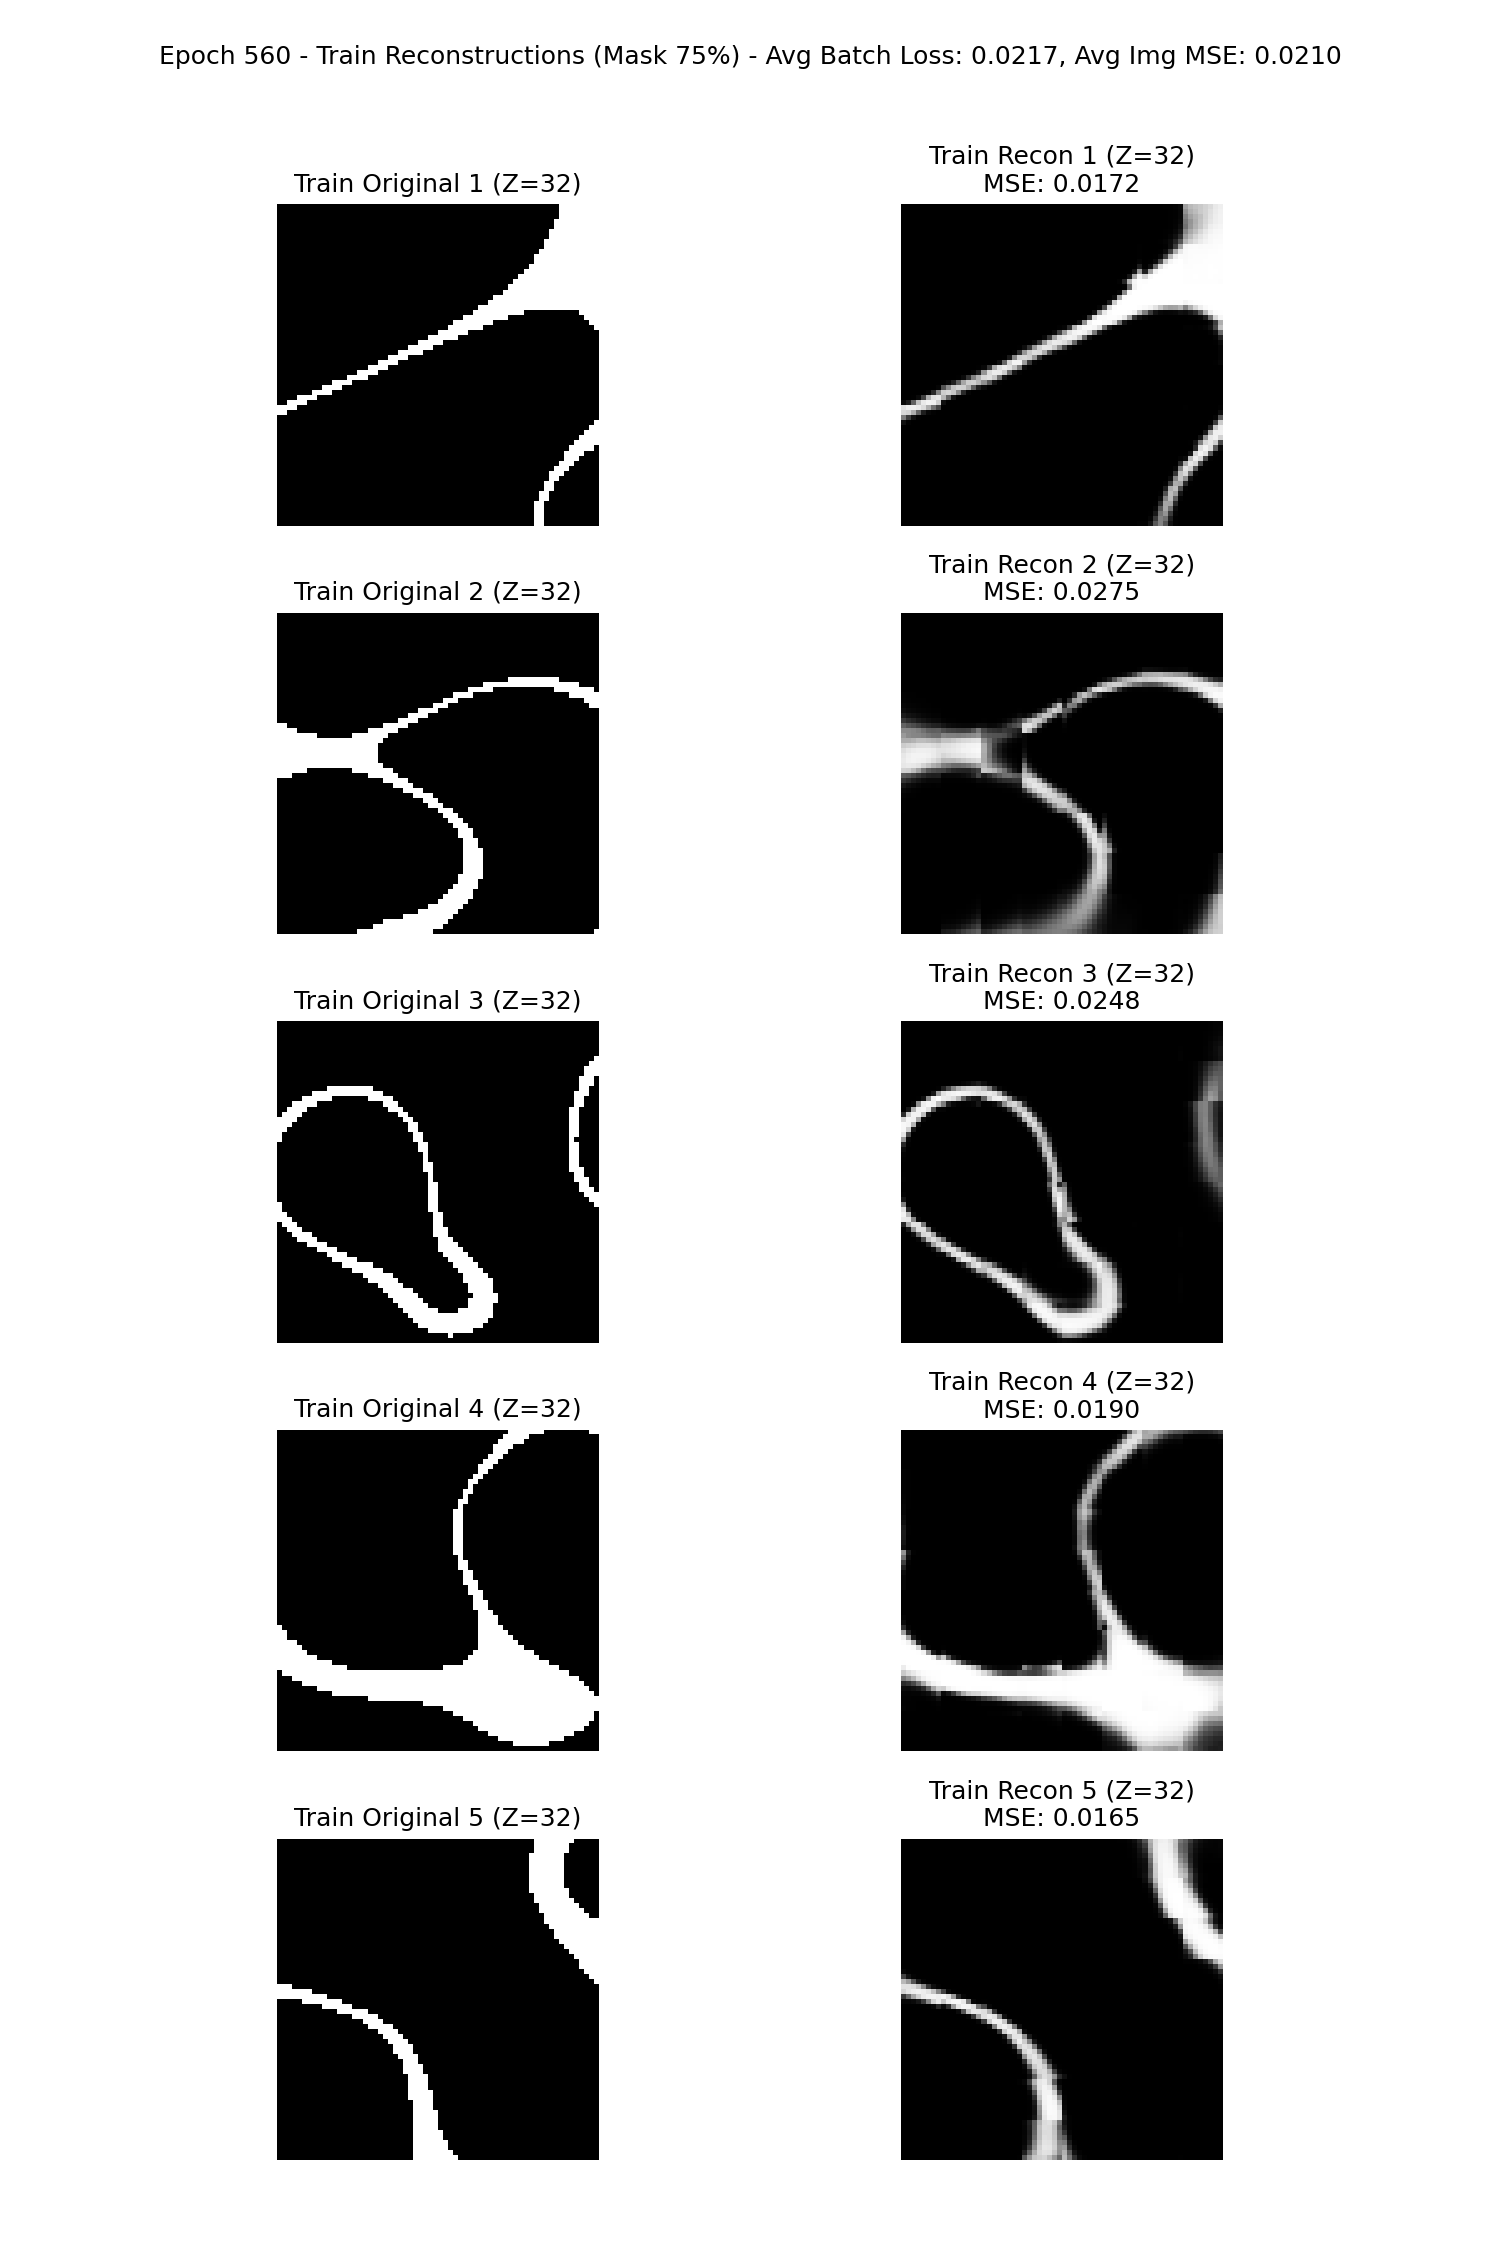 Epoch 560 - Train Reconstructions (Mask 75%) - Avg Batch Loss: 0.0217, Avg Img MSE: 0.0210
Train Original 1 (Z=32)
Train Recon 1 (Z=32)
MSE: 0.0172
Train Original 2 (Z=32)
Train Recon 2 (Z=32)
MSE: 0.0275
Train Original 3 (Z=32)
Train Recon 3 (Z=32)
MSE: 0.0248
Train Original 4 (Z=32)
Train Recon 4 (Z=32)
MSE: 0.0190
Train Original 5 (Z=32)
Train Recon 5 (Z=32)
MSE: 0.0165